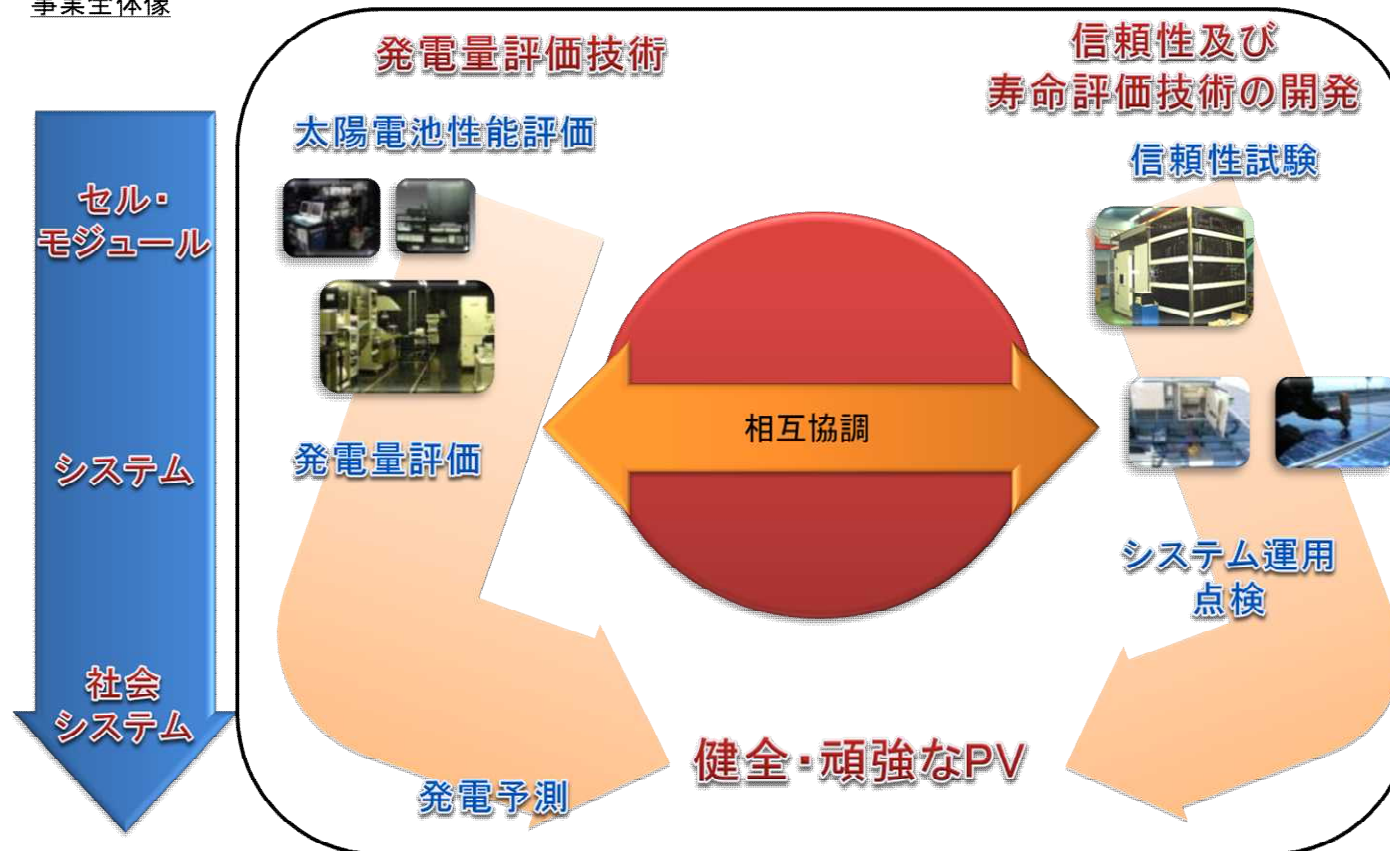 事業全体像
発電量評価技術
信頼性及び
寿命評価技術の開発
太陽電池性能評価
信頼性試験
セル・
モジュール
相互協調
システム
発電量評価
システム運用
点検
社会
システム
健全・頑強なPV
発電予測